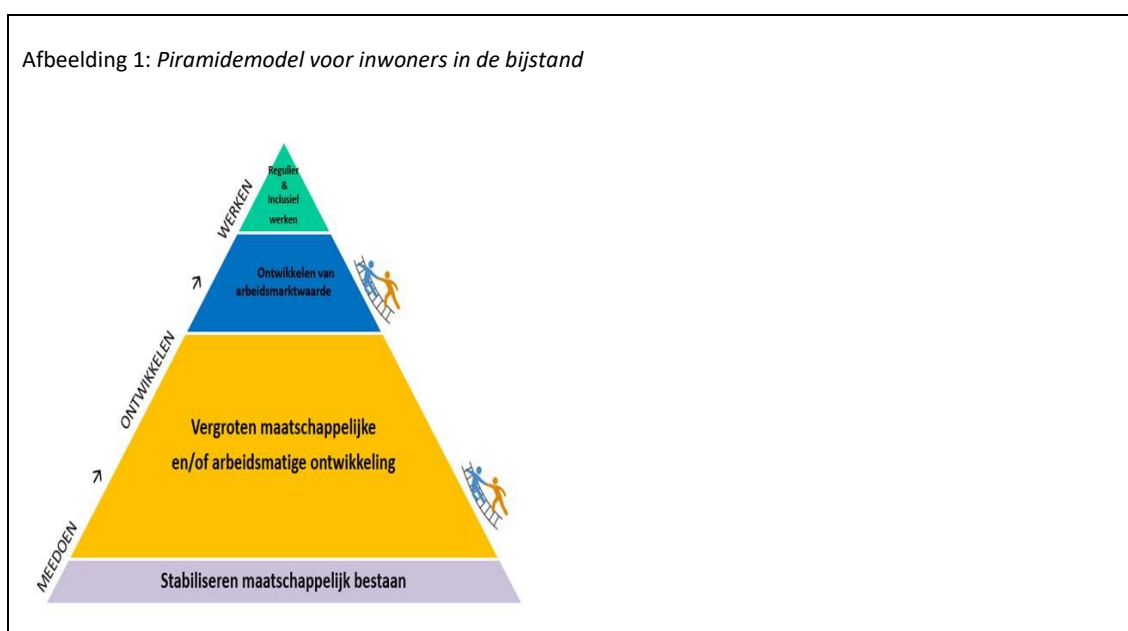 Afbeelding 1: Piramidemodel voor inwoners in de bijstand
Regulier
&
Inclusief
werken
WERKEN
Ontwikkelen van
arbeidsmarktwaarde
ONTWIKKELEN
Vergroten maatschappelijke
en/of arbeidsmatige ontwikkeling
MEEDOEN
Stabiliseren maatschappelijk bestaan